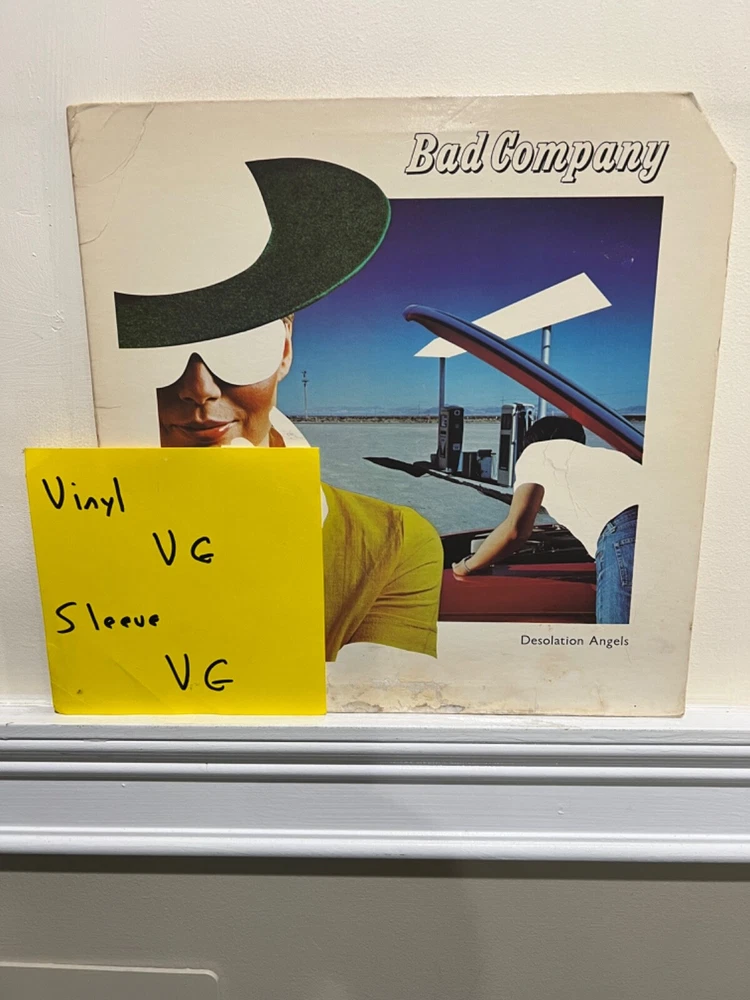 Bad Company
Vinyl
VG
Sleeve
VG
Desolation Angels